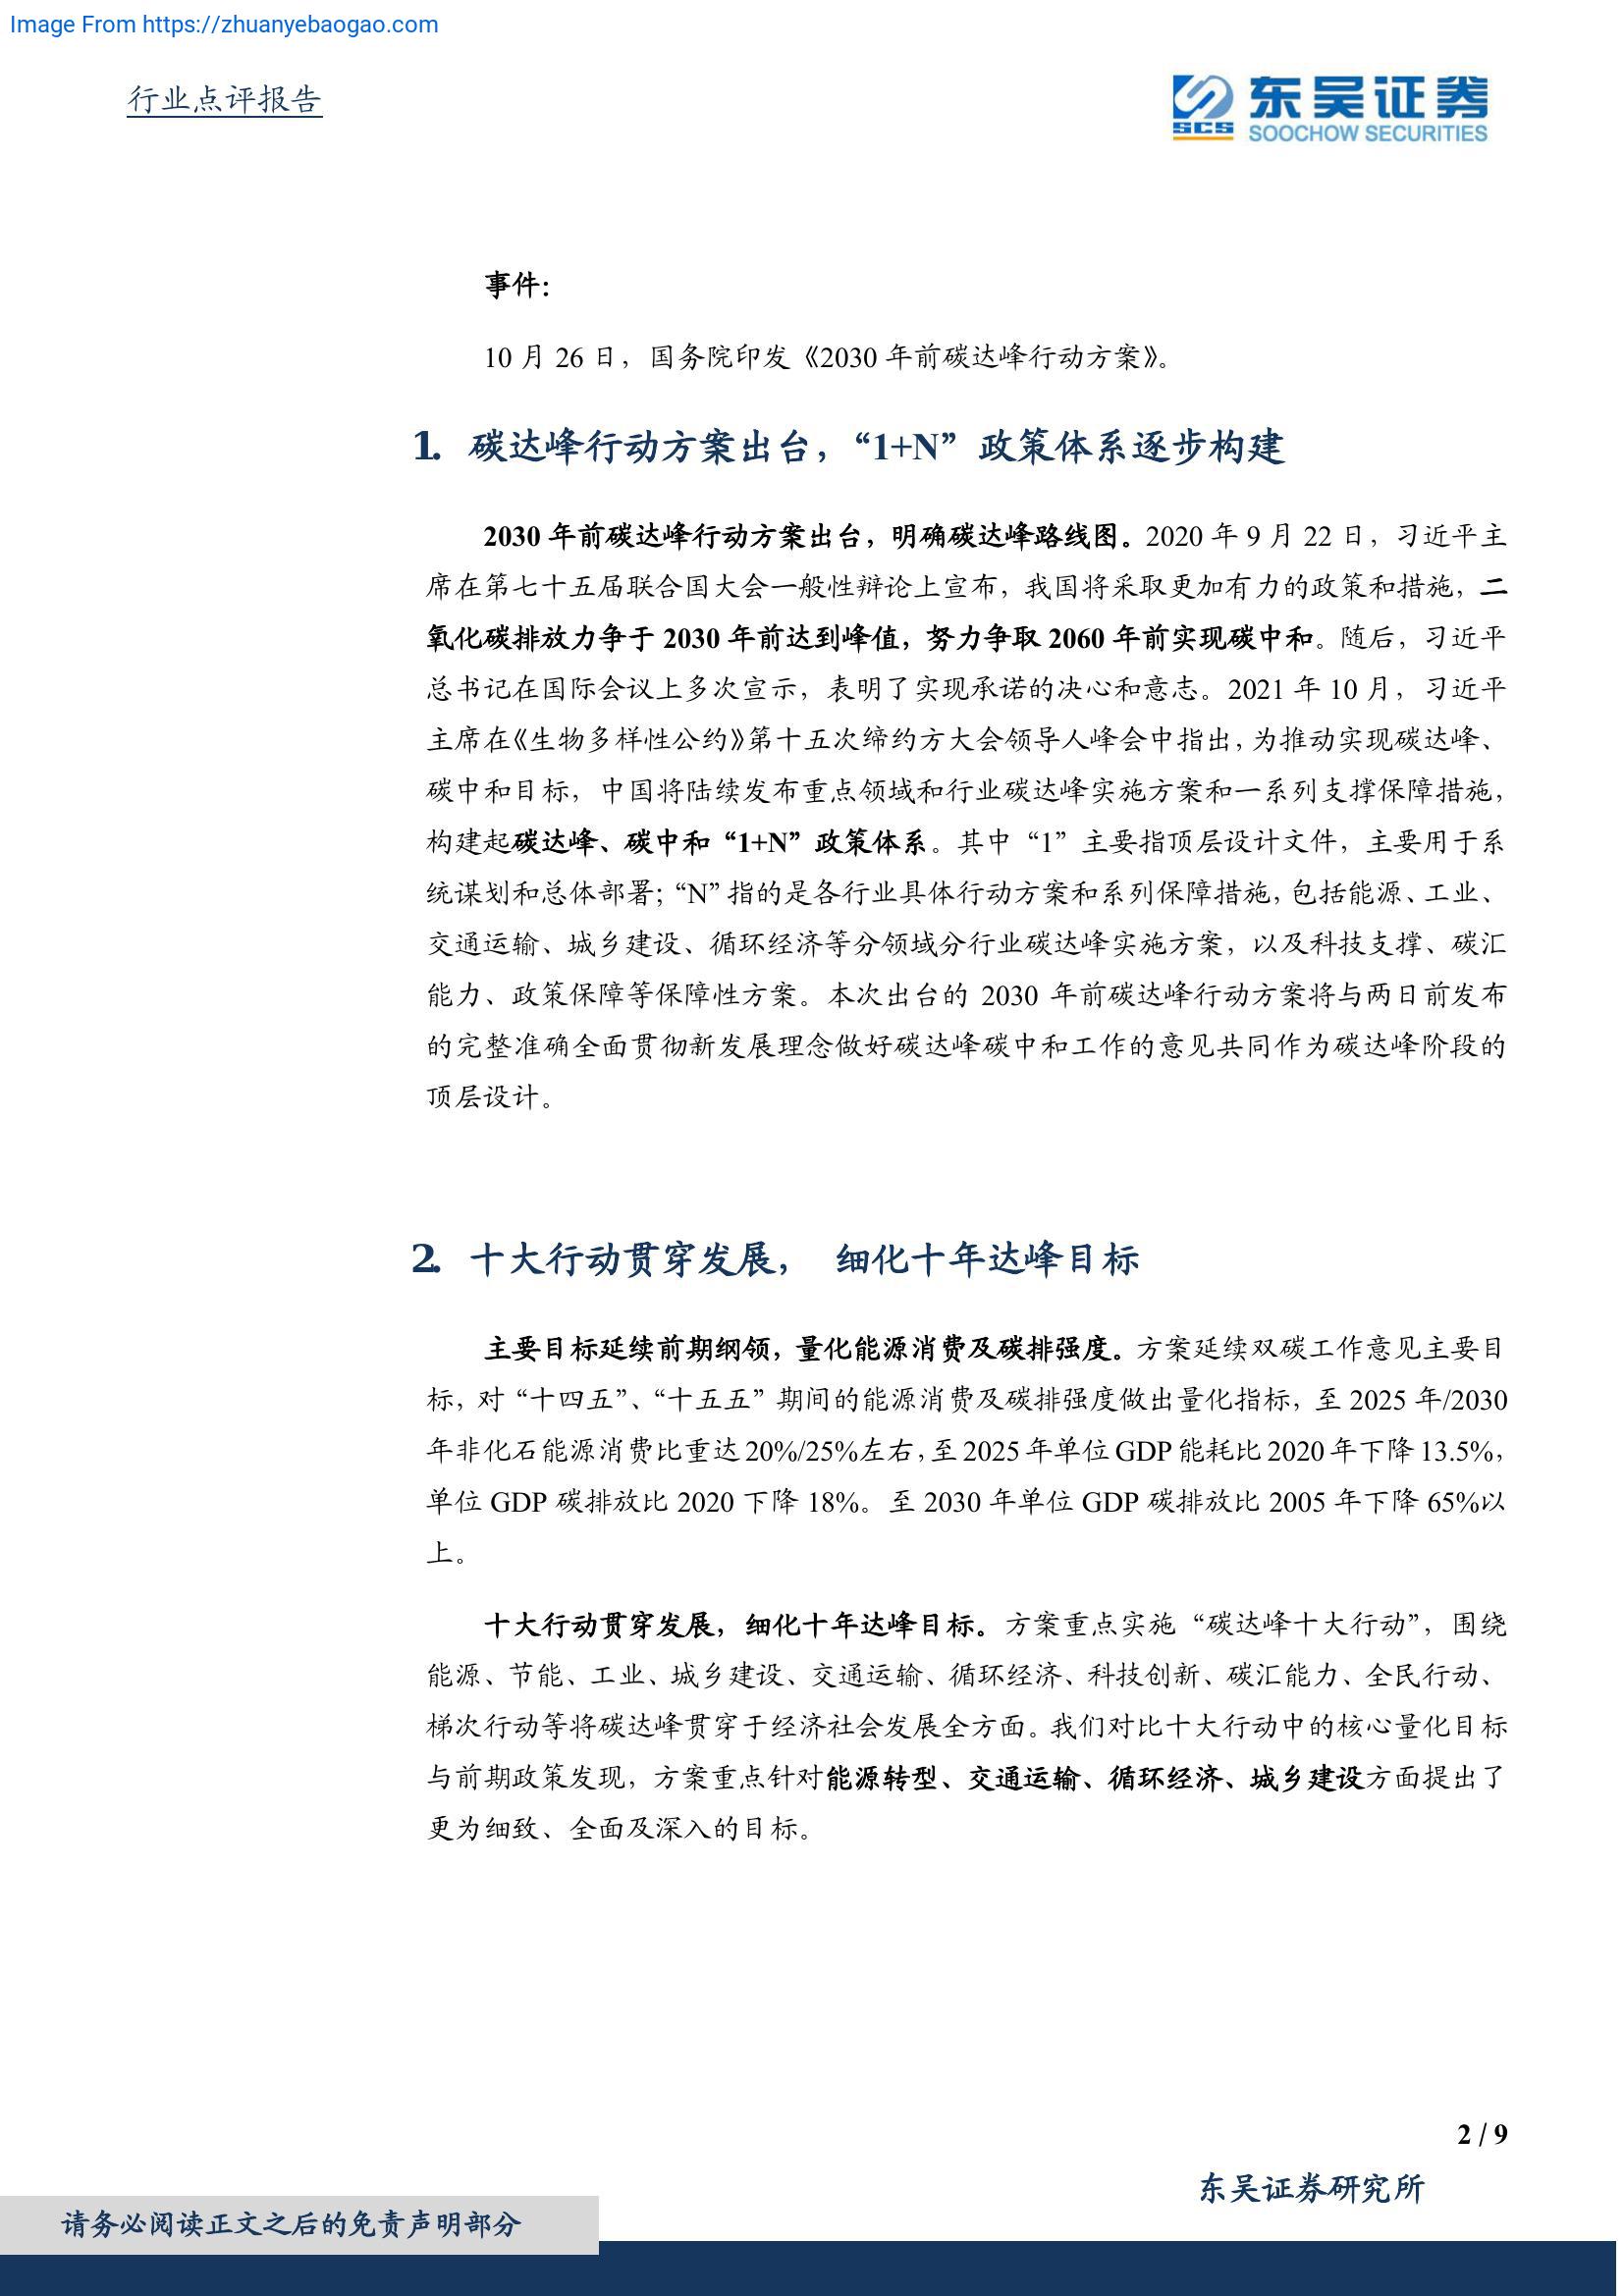 Image From https://zhuanyebaogao.com
行业点评报告
SCS 东吴证券
SOOCHOW SECURITIES
事件：
10 月 26 日，国务院印发《2030 年前碳达峰行动方案》。
1. 碳达峰行动方案出台，“1+N”政策体系逐步构建
2030 年前碳达峰行动方案出台，明确碳达峰路线图。2020 年 9 月 22 日，习近平主
席在第七十五届联合国大会一般性辩论上宣布，我国将采取更加有力的政策和措施，二
氧化碳排放力争于 2030 年前达到峰值，努力争取 2060 年前实现碳中和。随后，习近平
总书记在国际会议上多次宣示，表明了实现承诺的决心和意志。2021 年 10 月，习近平
主席在《生物多样性公约》第十五次缔约方大会领导人峰会中指出，为推动实现碳达峰、
碳中和目标，中国将陆续发布重点领域和行业碳达峰实施方案和一系列支撑保障措施，
构建起碳达峰、碳中和“1+N”政策体系。其中“1”主要指顶层设计文件，主要用于系
统谋划和总体部署；“N”指的是各行业具体行动方案和系列保障措施，包括能源、工业、
交通运输、城乡建设、循环经济等分领域分行业碳达峰实施方案，以及科技支撑、碳汇
能力、政策保障等保障性方案。本次出台的 2030 年前碳达峰行动方案将与两日前发布
的完整准确全面贯彻新发展理念做好碳达峰碳中和工作的意见共同作为碳达峰阶段的
顶层设计。
2. 十大行动贯穿发展， 细化十年达峰目标
主要目标延续前期纲领，量化能源消费及碳排强度。方案延续双碳工作意见主要目
标，对“十四五”、“十五五”期间的能源消费及碳排强度做出量化指标，至 2025 年/2030
年非化石能源消费比重达 20%/25%左右，至 2025 年单位 GDP 能耗比 2020 年下降 13.5%，
单位 GDP 碳排放比 2020 下降 18%。至 2030 年单位 GDP 碳排放比 2005 年下降 65%以
上。
十大行动贯穿发展，细化十年达峰目标。方案重点实施“碳达峰十大行动”，围绕
能源、节能、工业、城乡建设、交通运输、循环经济、科技创新、碳汇能力、全民行动、
梯次行动等将碳达峰贯穿于经济社会发展全方面。我们对比十大行动中的核心量化目标
与前期政策发现，方案重点针对能源转型、交通运输、循环经济、城乡建设方面提出了
更为细致、全面及深入的目标。
2 / 9
东吴证券研究所
请务必阅读正文之后的免责声明部分